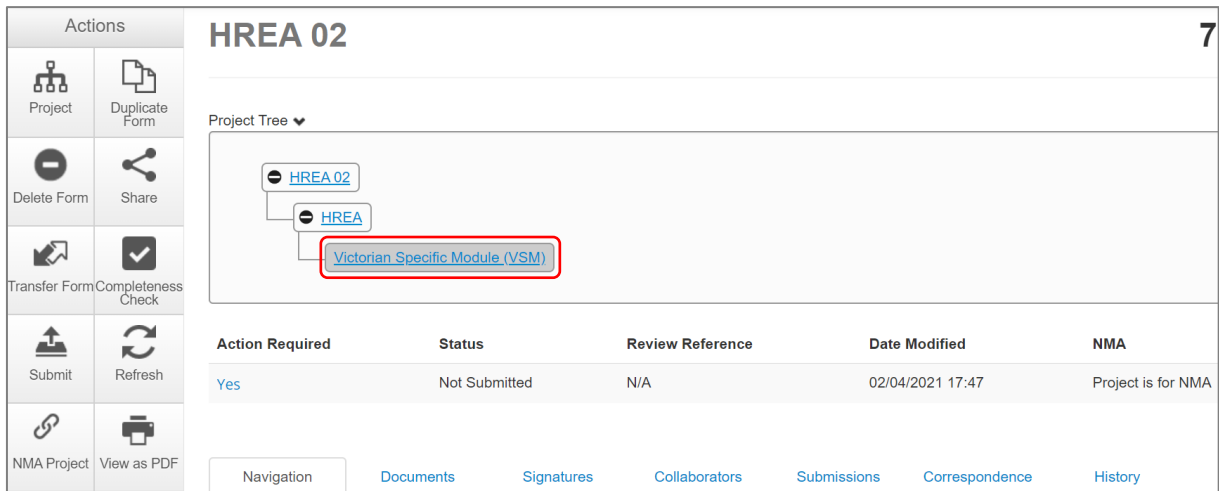 Actions
Project
Duplicate
Form
Delete Form
Share
Transfer Form
Completeness
Check
Submit
Refresh
NMA Project
View as PDF
HREA 02
7
Project Tree
HREA 02
HREA
Victorian Specific Module (VSM)
Action Required Status Review Reference Date Modified NMA
Yes Not Submitted N/A 02/04/2021 17:47 Project is for NMA
Navigation Documents Signatures Collaborators Submissions Correspondence History